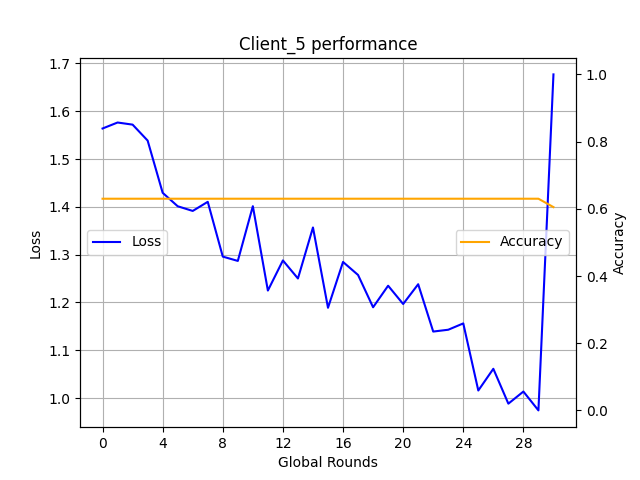 Client_5 performance
1.7
1.6
1.5
1.4
1.3
1.2
1.1
1.0
Loss
Loss
Accuracy
1.0
0.8
0.6
0.4
0.2
0.0
Accuracy
0 4 8 12 16 20 24 28
Global Rounds